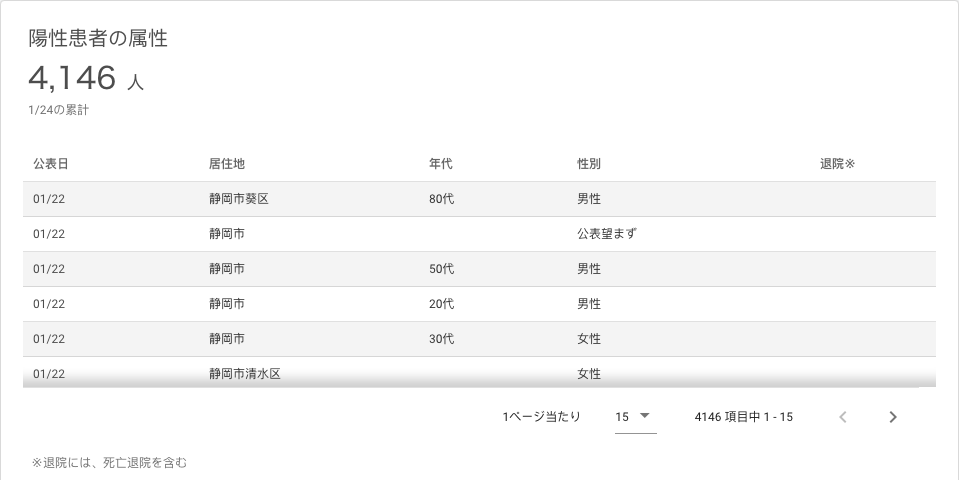 陽性患者の属性
4,146 人
1/24の累計
公表日 居住地 年代 性別 退院※
01/22 静岡市葵区 80代 男性
01/22 静岡市 公表望まず
01/22 静岡市 50代 男性
01/22 静岡市 20代 男性
01/22 静岡市 30代 女性
01/22 静岡市清水区 女性
1ページ当たり 15 4146 項目中 1 - 15
※退院には、死亡退院を含む